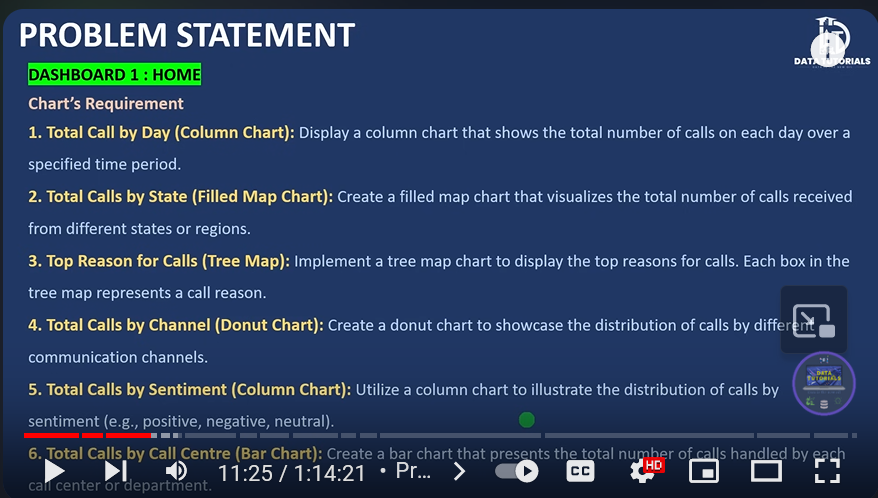 PROBLEM STATEMENT
DATA TUTORIALS
DASHBOARD 1 : HOME
Chart's Requirement
1. Total Call by Day (Column Chart): Display a column chart that shows the total number of calls on each day over a
specified time period.
2. Total Calls by State (Filled Map Chart): Create a filled map chart that visualizes the total number of calls received
from different states or regions.
3. Top Reason for Calls (Tree Map): Implement a tree map chart to display the top reasons for calls. Each box in the
tree map represents a call reason.
4. Total Calls by Channel (Donut Chart): Create a donut chart to showcase the distribution of calls by different
communication channels.
DATA
TUTORIALS
5. Total Calls by Sentiment (Column Chart): Utilize a column chart to illustrate the distribution of calls by
sentiment (e.g., positive, negative, neutral).
6. Total Calls by Call Centre (Bar Chart): Create a bar chart that presents the total number of calls handled by each
call center or department.
11:25 / 1:14:21 • Pr... CC HD